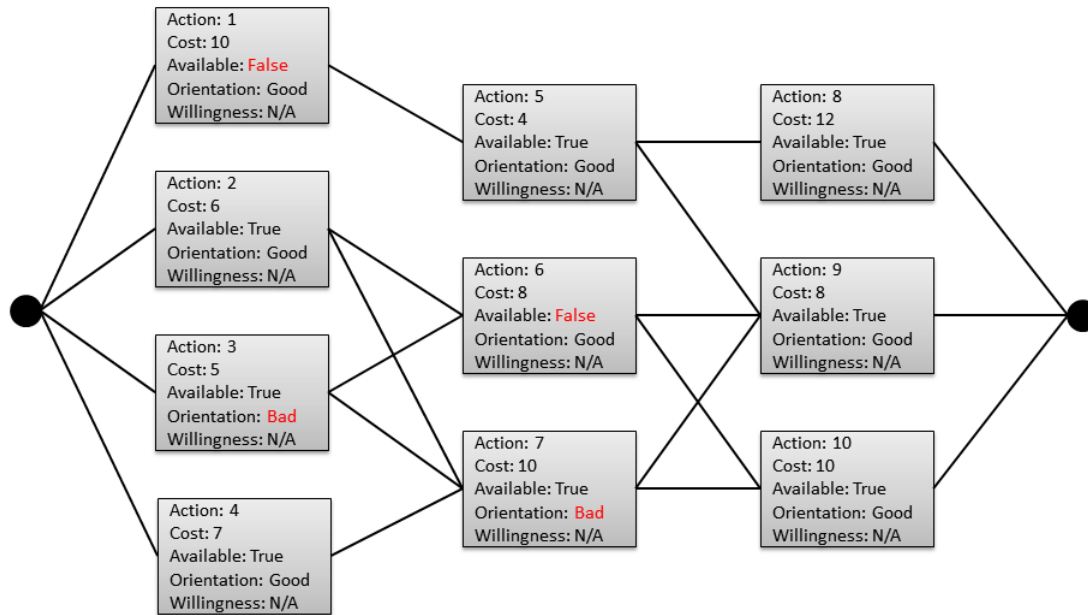 Action: 1
Cost: 10
Available: False
Orientation: Good
Willingness: N/A
Action: 2
Cost: 6
Available: True
Orientation: Good
Willingness: N/A
Action: 3
Cost: 5
Available: True
Orientation: Bad
Willingness: N/A
Action: 4
Cost: 7
Available: True
Orientation: Good
Willingness: N/A
Action: 5
Cost: 4
Available: True
Orientation: Good
Willingness: N/A
Action: 6
Cost: 8
Available: False
Orientation: Good
Willingness: N/A
Action: 7
Cost: 10
Available: True
Orientation: Bad
Willingness: N/A
Action: 8
Cost: 12
Available: True
Orientation: Good
Willingness: N/A
Action: 9
Cost: 8
Available: True
Orientation: Good
Willingness: N/A
Action: 10
Cost: 10
Available: True
Orientation: Good
Willingness: N/A